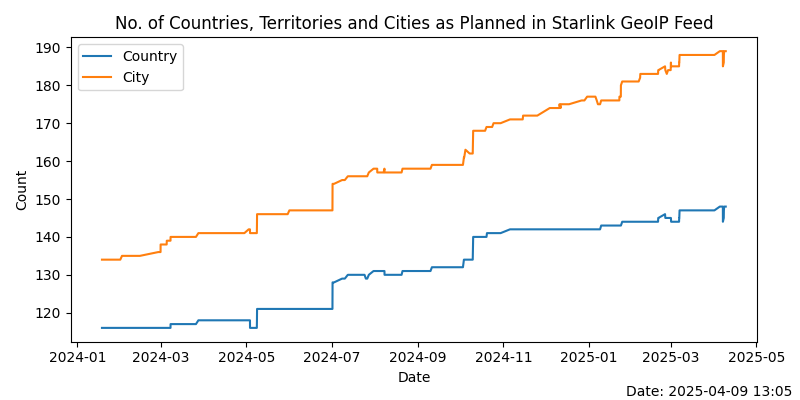 No. of Countries, Territories and Cities as Planned in Starlink GeoIP Feed
Country
City
Count
190
180
170
160
150
140
130
120
2024-01
2024-03
2024-05
2024-07
2024-09
2024-11
2025-01
2025-03
2025-05
Date
Date: 2025-04-09 13:05